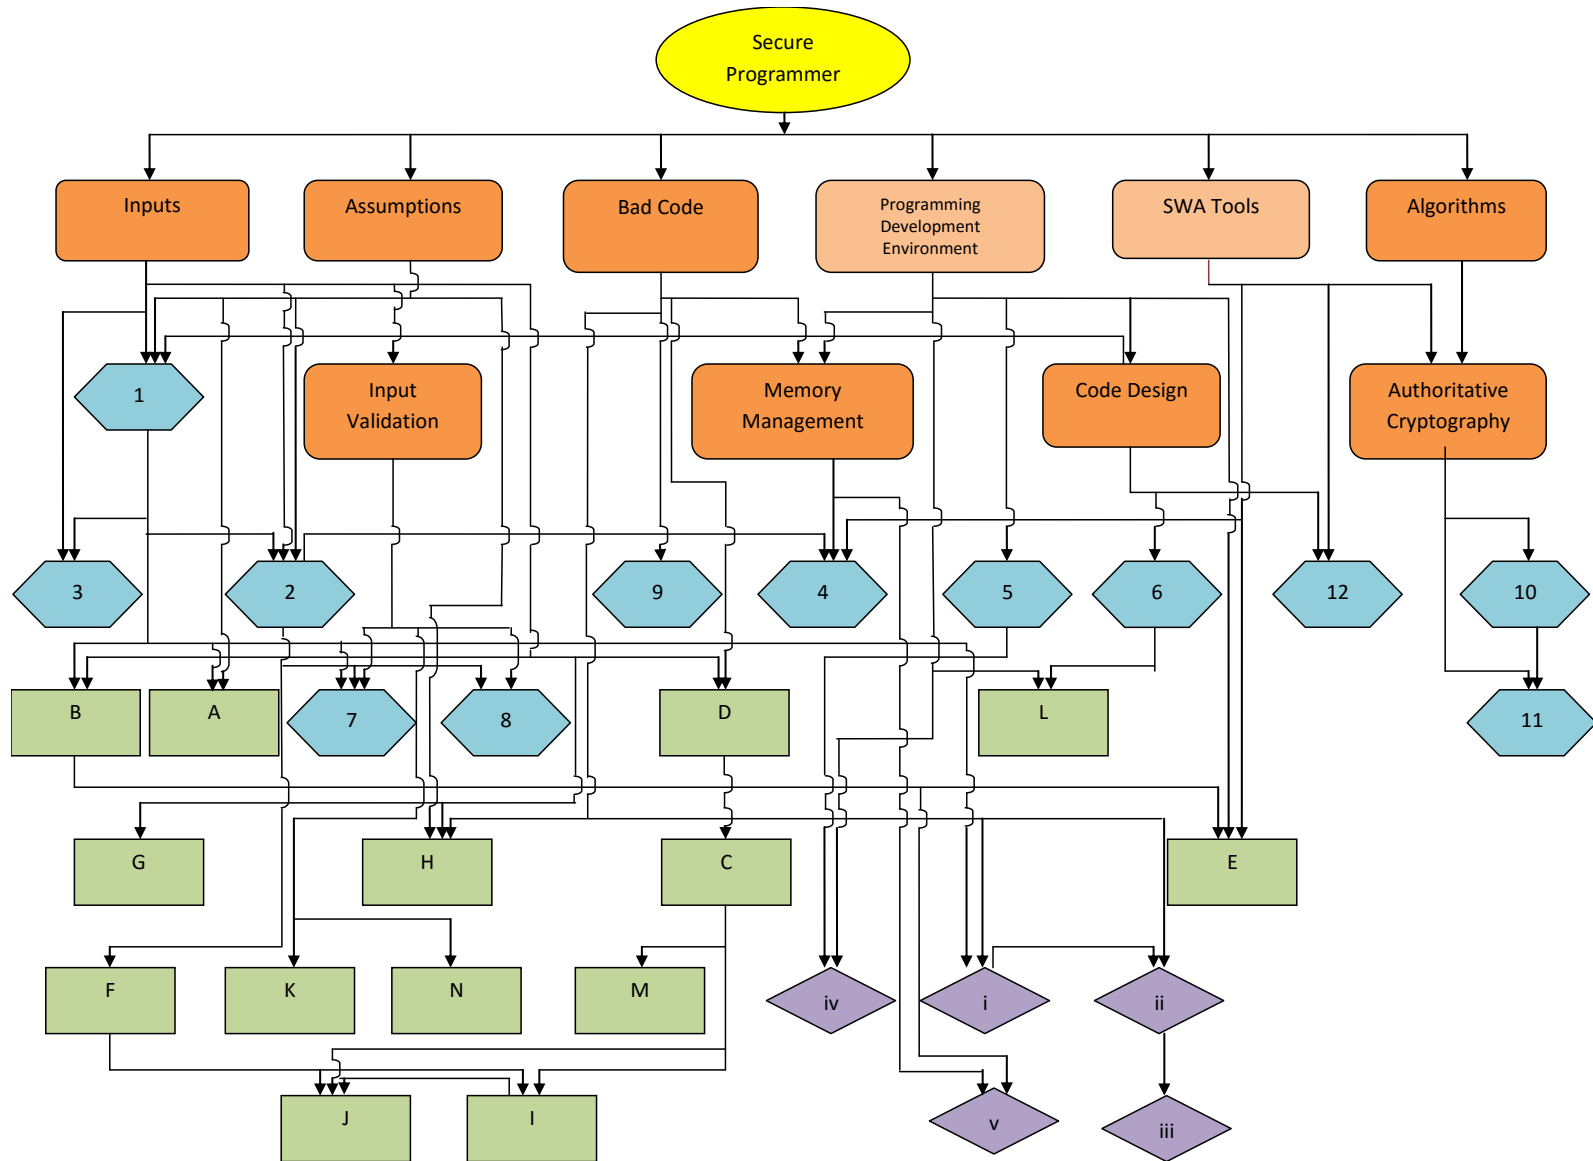 Secure
Programmer
Inputs
Assumptions
Bad Code
Programming
Development
Environment
SWA Tools
Algorithms
1
Input
Validation
Memory
Management
Code Design
Authoritative
Cryptography
3
2
9
4
5
6
12
10
B
A
7
8
D
L
11
G
H
C
E
F
K
N
M
iv
i
ii
J
I
v
iii